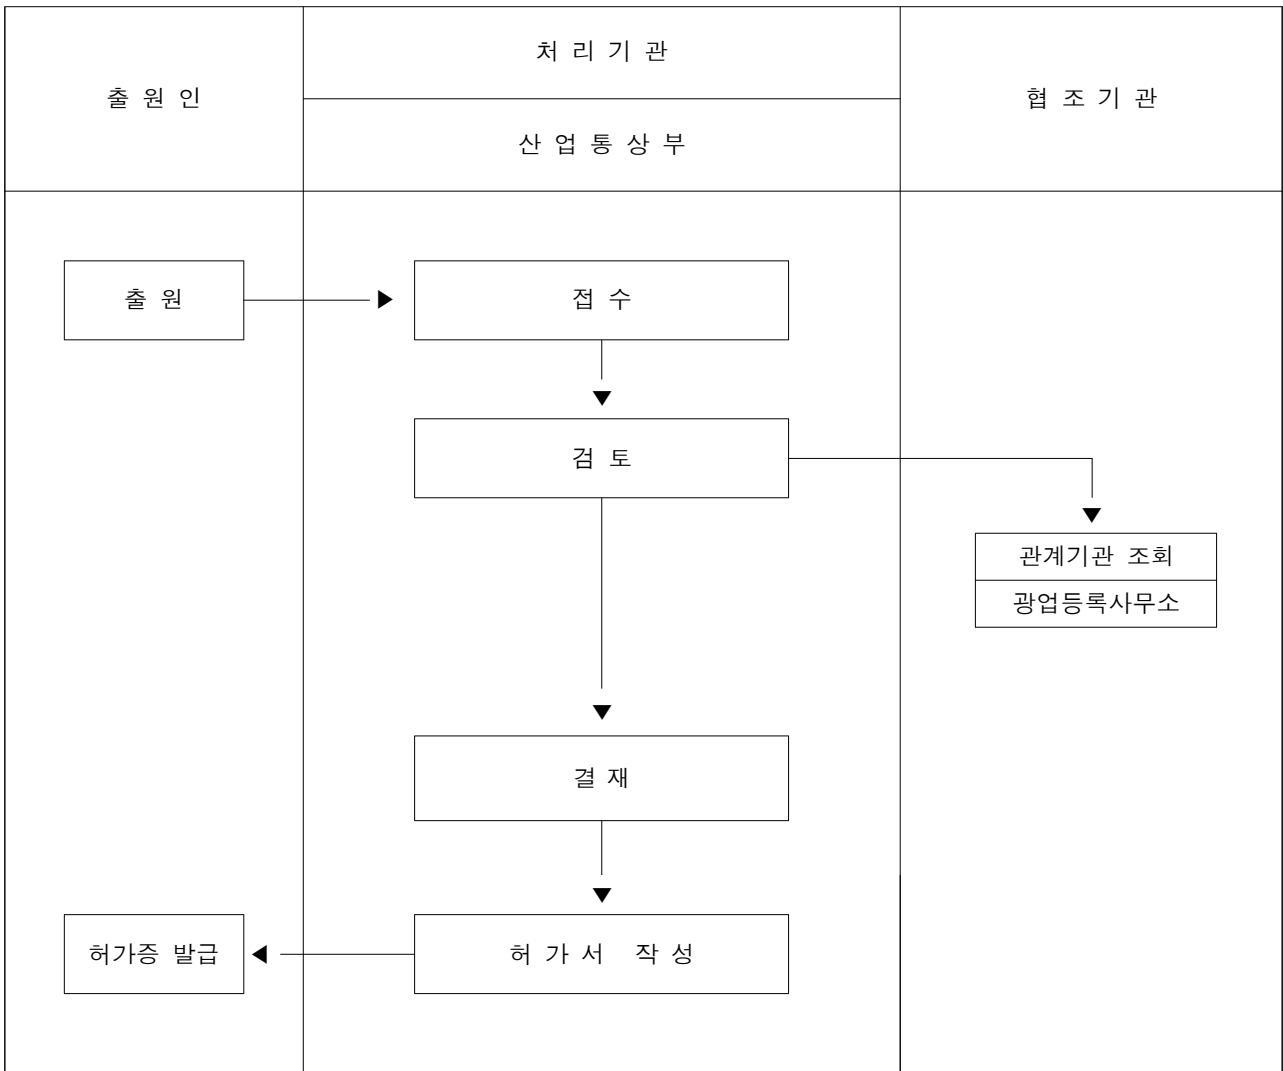 출 원 인
처 리 기 관
산 업 통 상 부
협 조 기 관
출 원
접 수
검 토
관계기관 조회
광업등록사무소
결 재
허가증 발급
허 가 서 작 성